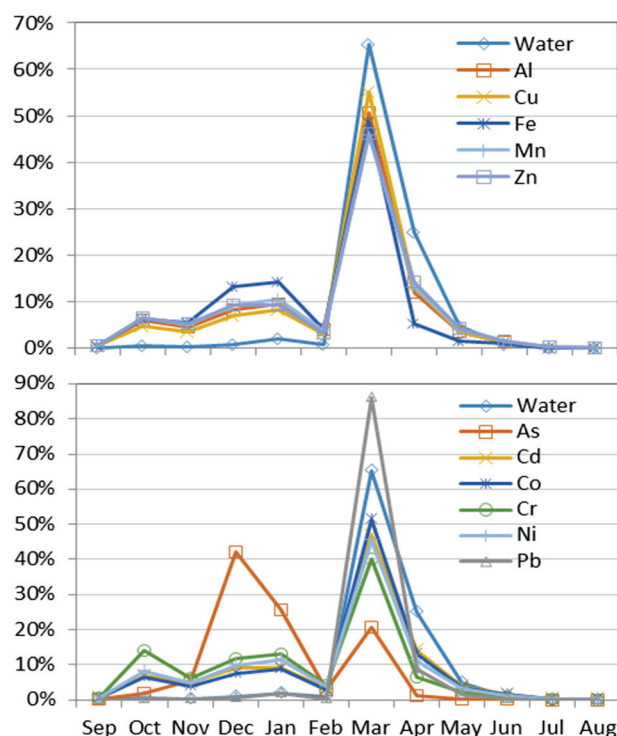 70%
60%
50%
40%
30%
20%
10%
0%
Water
Al
Cu
Fe
Mn
Zn
90%
80%
70%
60%
50%
40%
30%
20%
10%
0%
Water
As
Cd
Co
Cr
Ni
Pb
Sep Oct Nov Dec Jan Feb Mar Apr May Jun Jul Aug